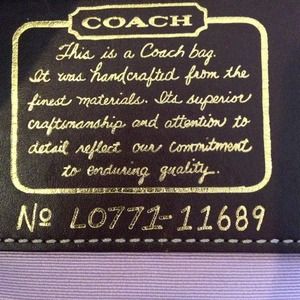 COACH
This is a Coach bag.
It was handcrafted from the
finest materials. Its superior
craftsmanship and attention to
detail reflect our commitment
to enduring quality.
Nº L0771-11689